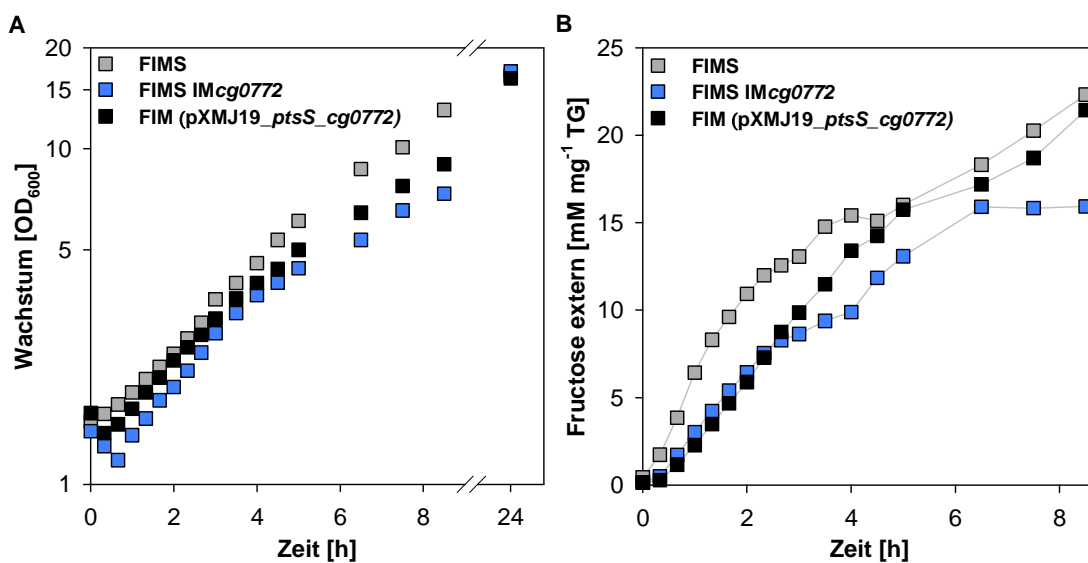 A
20
15
10
5
1
0
2
4
6
8
24
Wachstum [OD600]
Zeit [h]
FIMS
FIMS IMcg0772
FIM (pXMJ19_ptsS_cg0772)
B
25
20
15
10
5
0
0
2
4
6
8
Fructose extern [mM mg-1 TG]
Zeit [h]
FIMS
FIMS IMcg0772
FIM (pXMJ19_ptsS_cg0772)